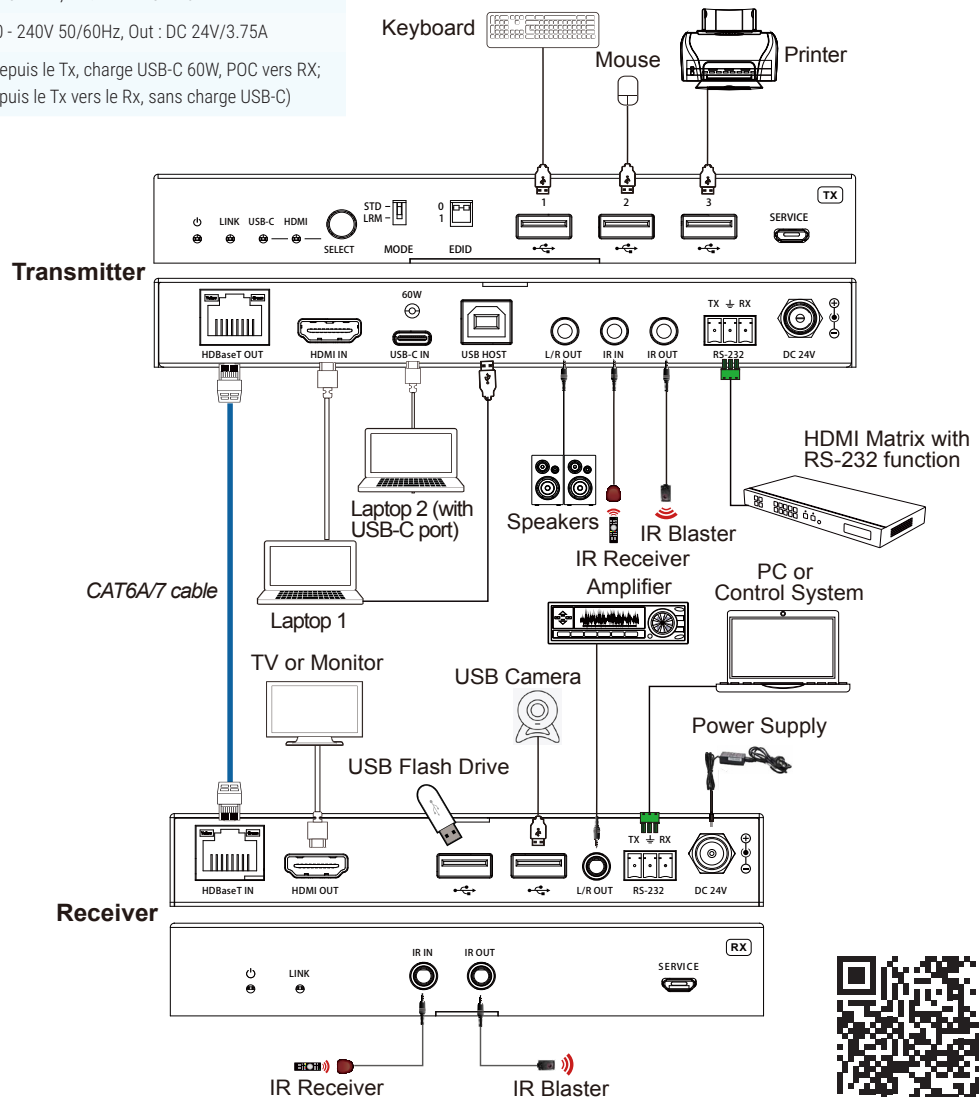 - 240V 50/60Hz, Out : DC 24V/3.75A
le Tx, charge USB-C 60W, POC vers RX;
le Tx vers le Rx, sans charge USB-C)
Keyboard
Mouse
Printer
1
2
3
TX
STD
LRM
0
1
LINK
USB-C
HDMI
SELECT
MODE
EDID
SERVICE
Transmitter
60W
TX
RX
HDBaseT OUT
HDMI IN
USB-C IN
USB HOST
L/R OUT
IR IN
IR OUT
RS-232
DC 24V
HDMI Matrix with
RS-232 function
Laptop 2 (with
USB-C port)
Speakers
IR Blaster
IR Receiver
CAT6A/7 cable
Laptop 1
Amplifier
PC or
Control System
TV or Monitor
USB Camera
Power Supply
USB Flash Drive
TX
RX
HDBaseT IN
HDMI OUT
L/R OUT
RS-232
DC 24V
Receiver
RX
LINK
IR IN
IR OUT
SERVICE
IR Receiver
IR Blaster